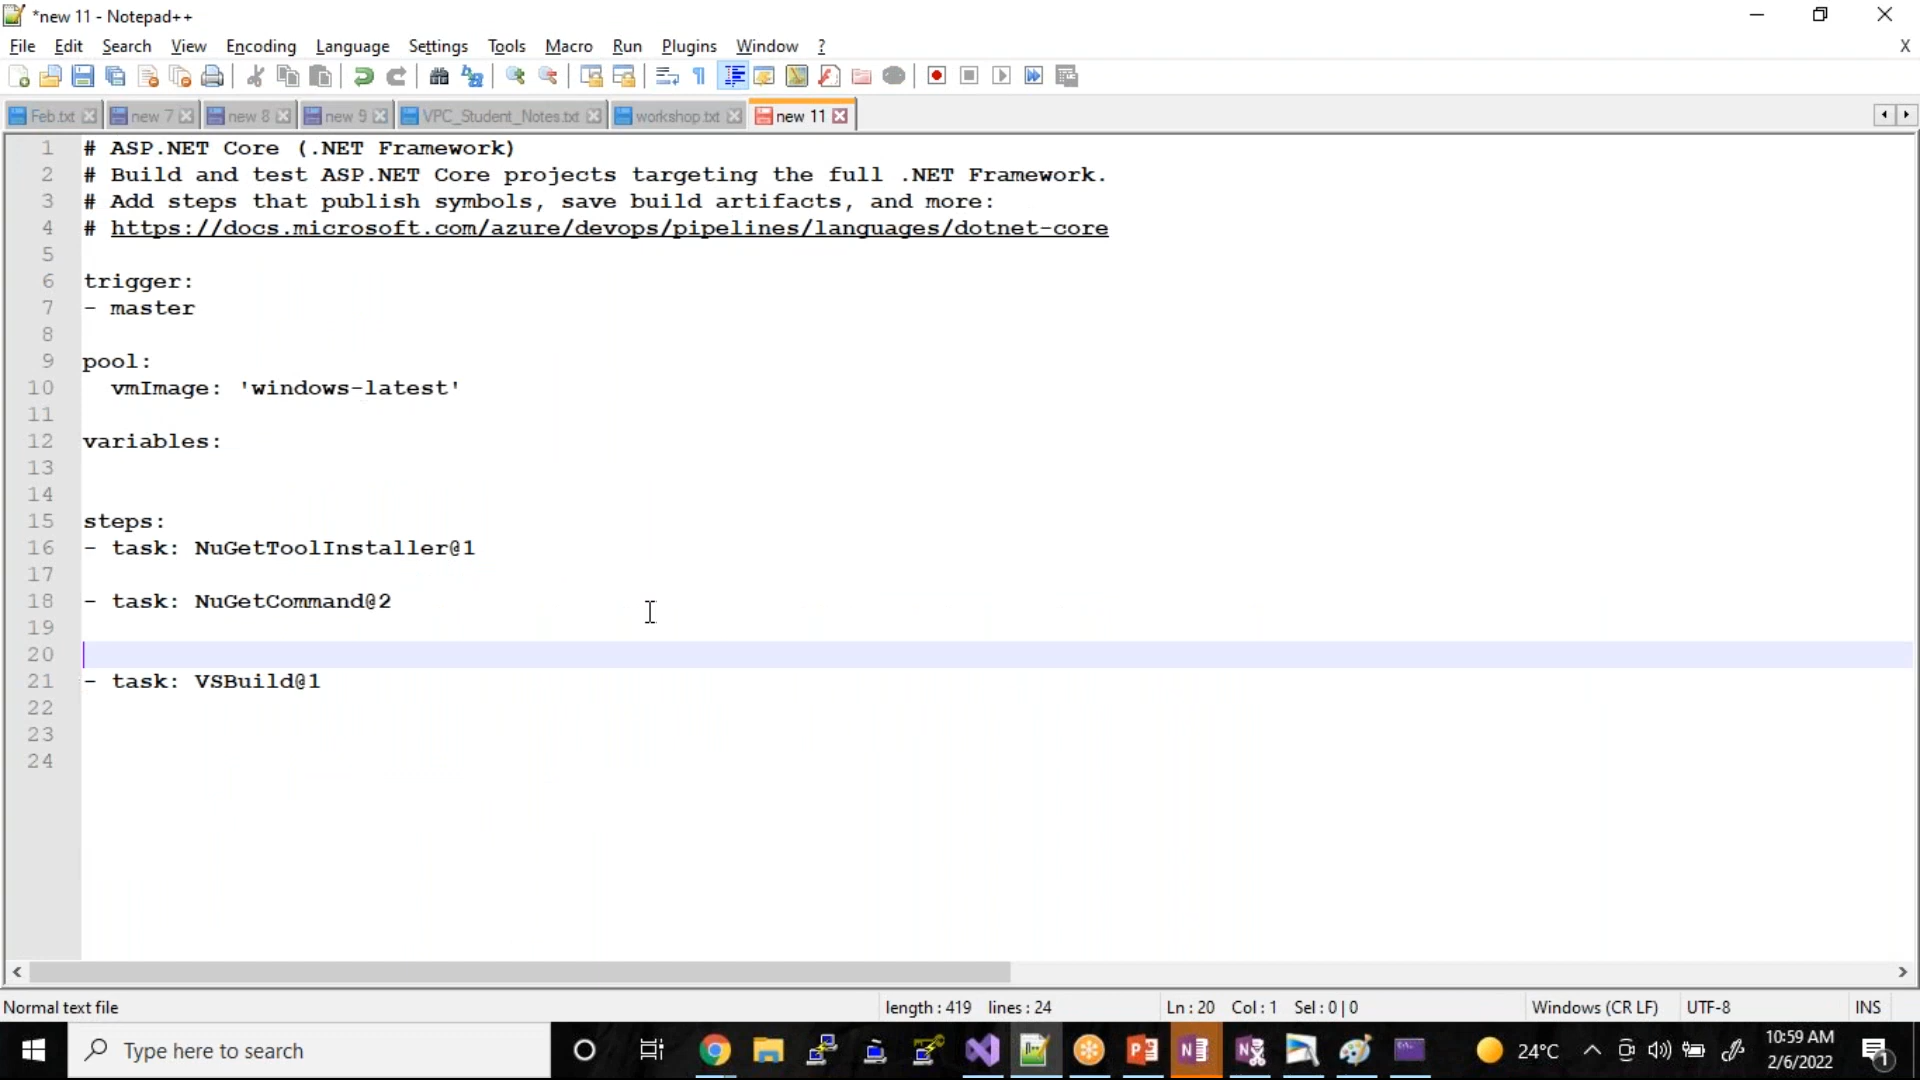 *new 11 - Notepad++
File Edit Search View Encoding Language Settings Tools Macro Run Plugins Window ?
X
Feb.txt new 7 new 8 new 9 VPC_Student_Notes.txt workshop.txt new 11
1 # ASP.NET Core (.NET Framework)
2 # Build and test ASP.NET Core projects targeting the full .NET Framework.
3 # Add steps that publish symbols, save build artifacts, and more:
4 # https://docs.microsoft.com/azure/devops/pipelines/languages/dotnet-core
5
6 trigger:
7 - master
8
9 pool:
10 vmImage: 'windows-latest'
11
12 variables:
13
14
15 steps:
16 - task: NuGetToolInstaller@1
17
18 - task: NuGetCommand@2
19
20
21 - task: VSBuild@1
22
23
24
Normal text file length : 419 lines : 24 Ln : 20 Col : 1 Sel : 0 | 0 Windows (CR LF) UTF-8 INS
Type here to search 24°C 10:59 AM
2/6/2022 1